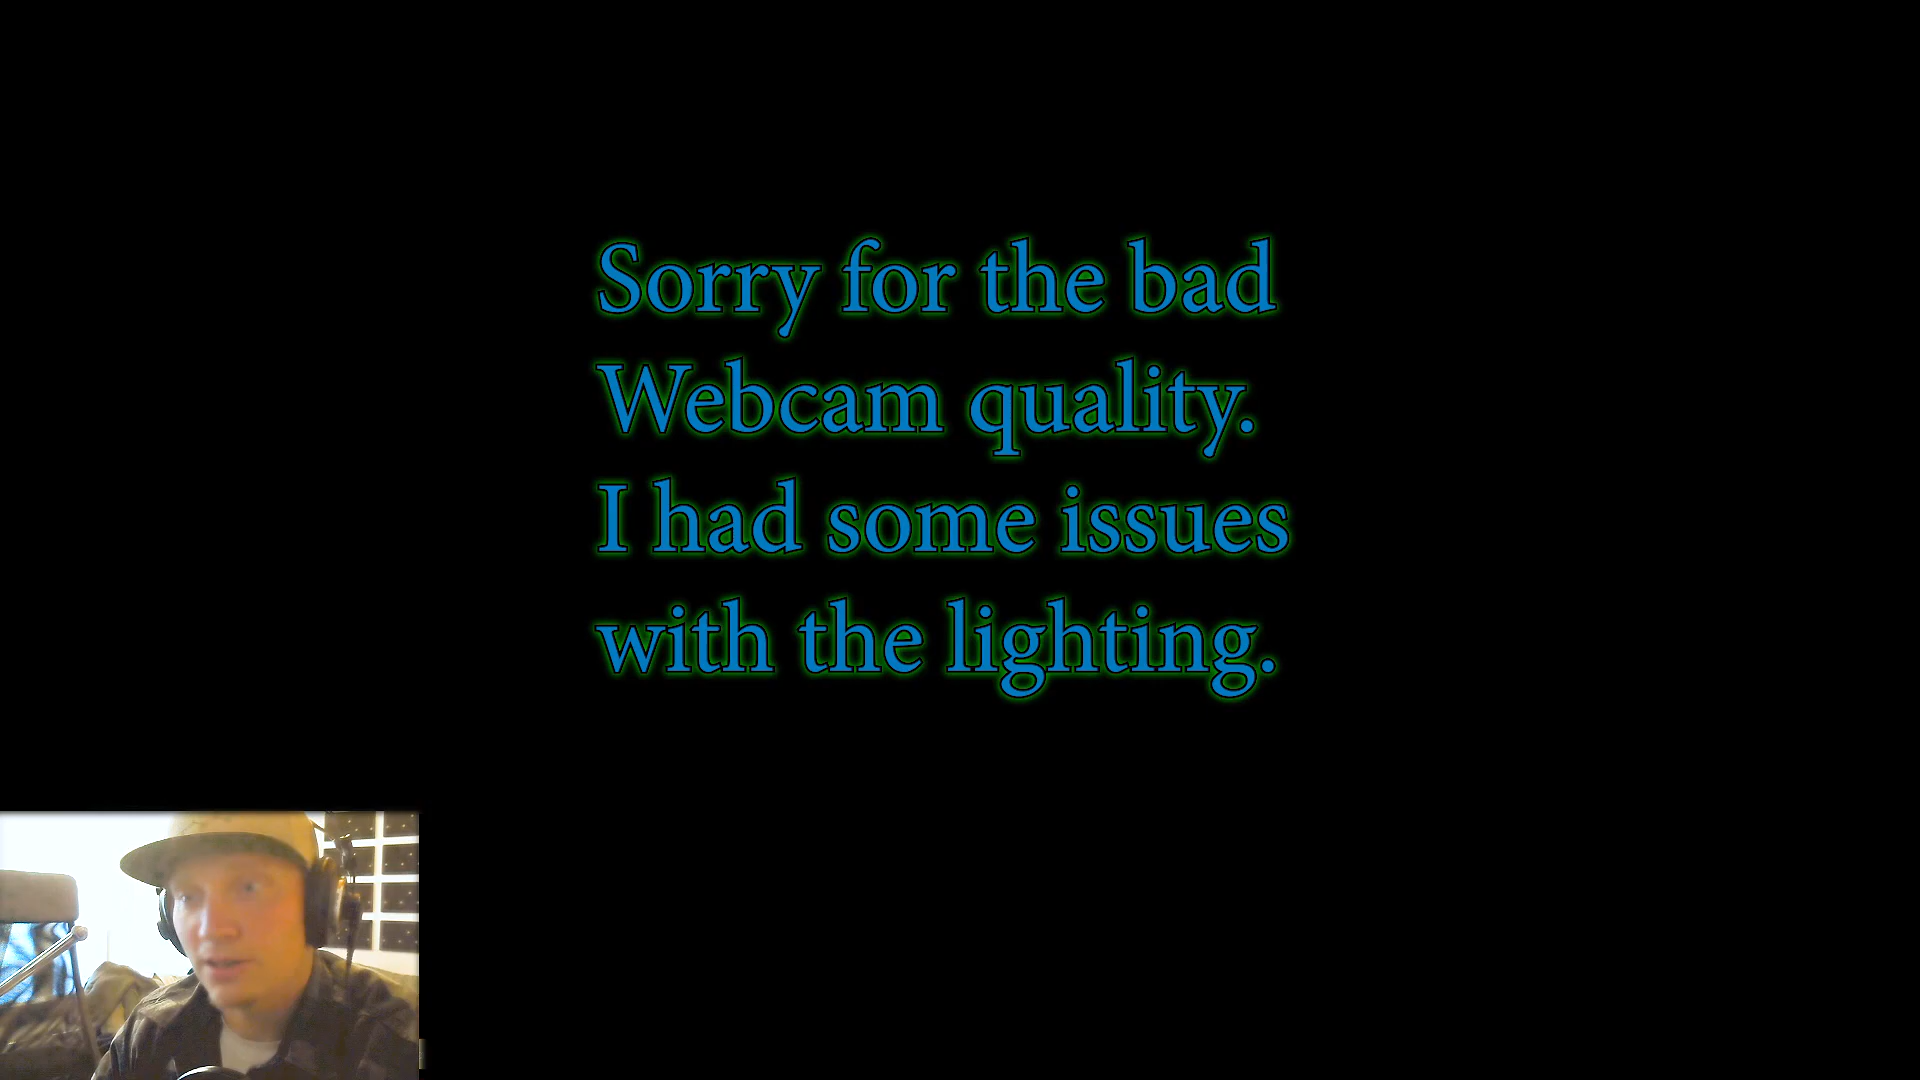 Sorry for the bad
Webcam quality.
I had some issues
with the lighting.